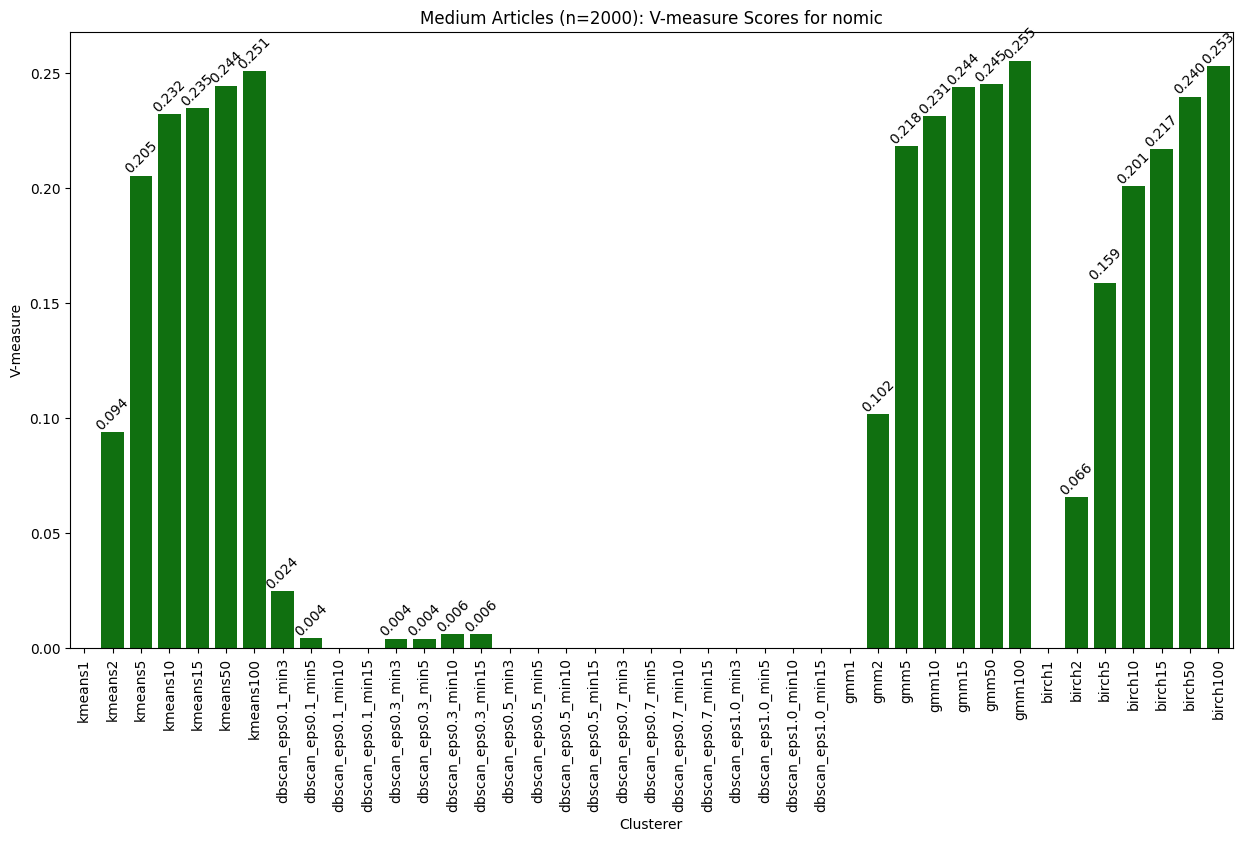 Medium Articles (n=2000): V-measure Scores for nomic
V-measure
0.25
0.20
0.15
0.10
0.05
0.00
0.094
0.205
0.232
0.235
0.244
0.251
0.024
0.004
0.004
0.004
0.006
0.006
0.102
0.218
0.231
0.244
0.245
0.255
0.066
0.159
0.201
0.217
0.240
0.253
kmeans1
kmeans2
kmeans5
kmeans10
kmeans15
kmeans50
kmeans100
dbscan_eps0.1_min3
dbscan_eps0.1_min5
dbscan_eps0.1_min10
dbscan_eps0.1_min15
dbscan_eps0.3_min3
dbscan_eps0.3_min5
dbscan_eps0.3_min10
dbscan_eps0.3_min15
dbscan_eps0.5_min3
dbscan_eps0.5_min5
dbscan_eps0.5_min10
dbscan_eps0.5_min15
dbscan_eps0.7_min3
dbscan_eps0.7_min5
dbscan_eps0.7_min10
dbscan_eps0.7_min15
dbscan_eps1.0_min3
dbscan_eps1.0_min5
dbscan_eps1.0_min10
dbscan_eps1.0_min15
gmm1
gmm2
gmm5
gmm10
gmm15
gmm50
gmm100
birch1
birch2
birch5
birch10
birch15
birch50
birch100
Clusterer